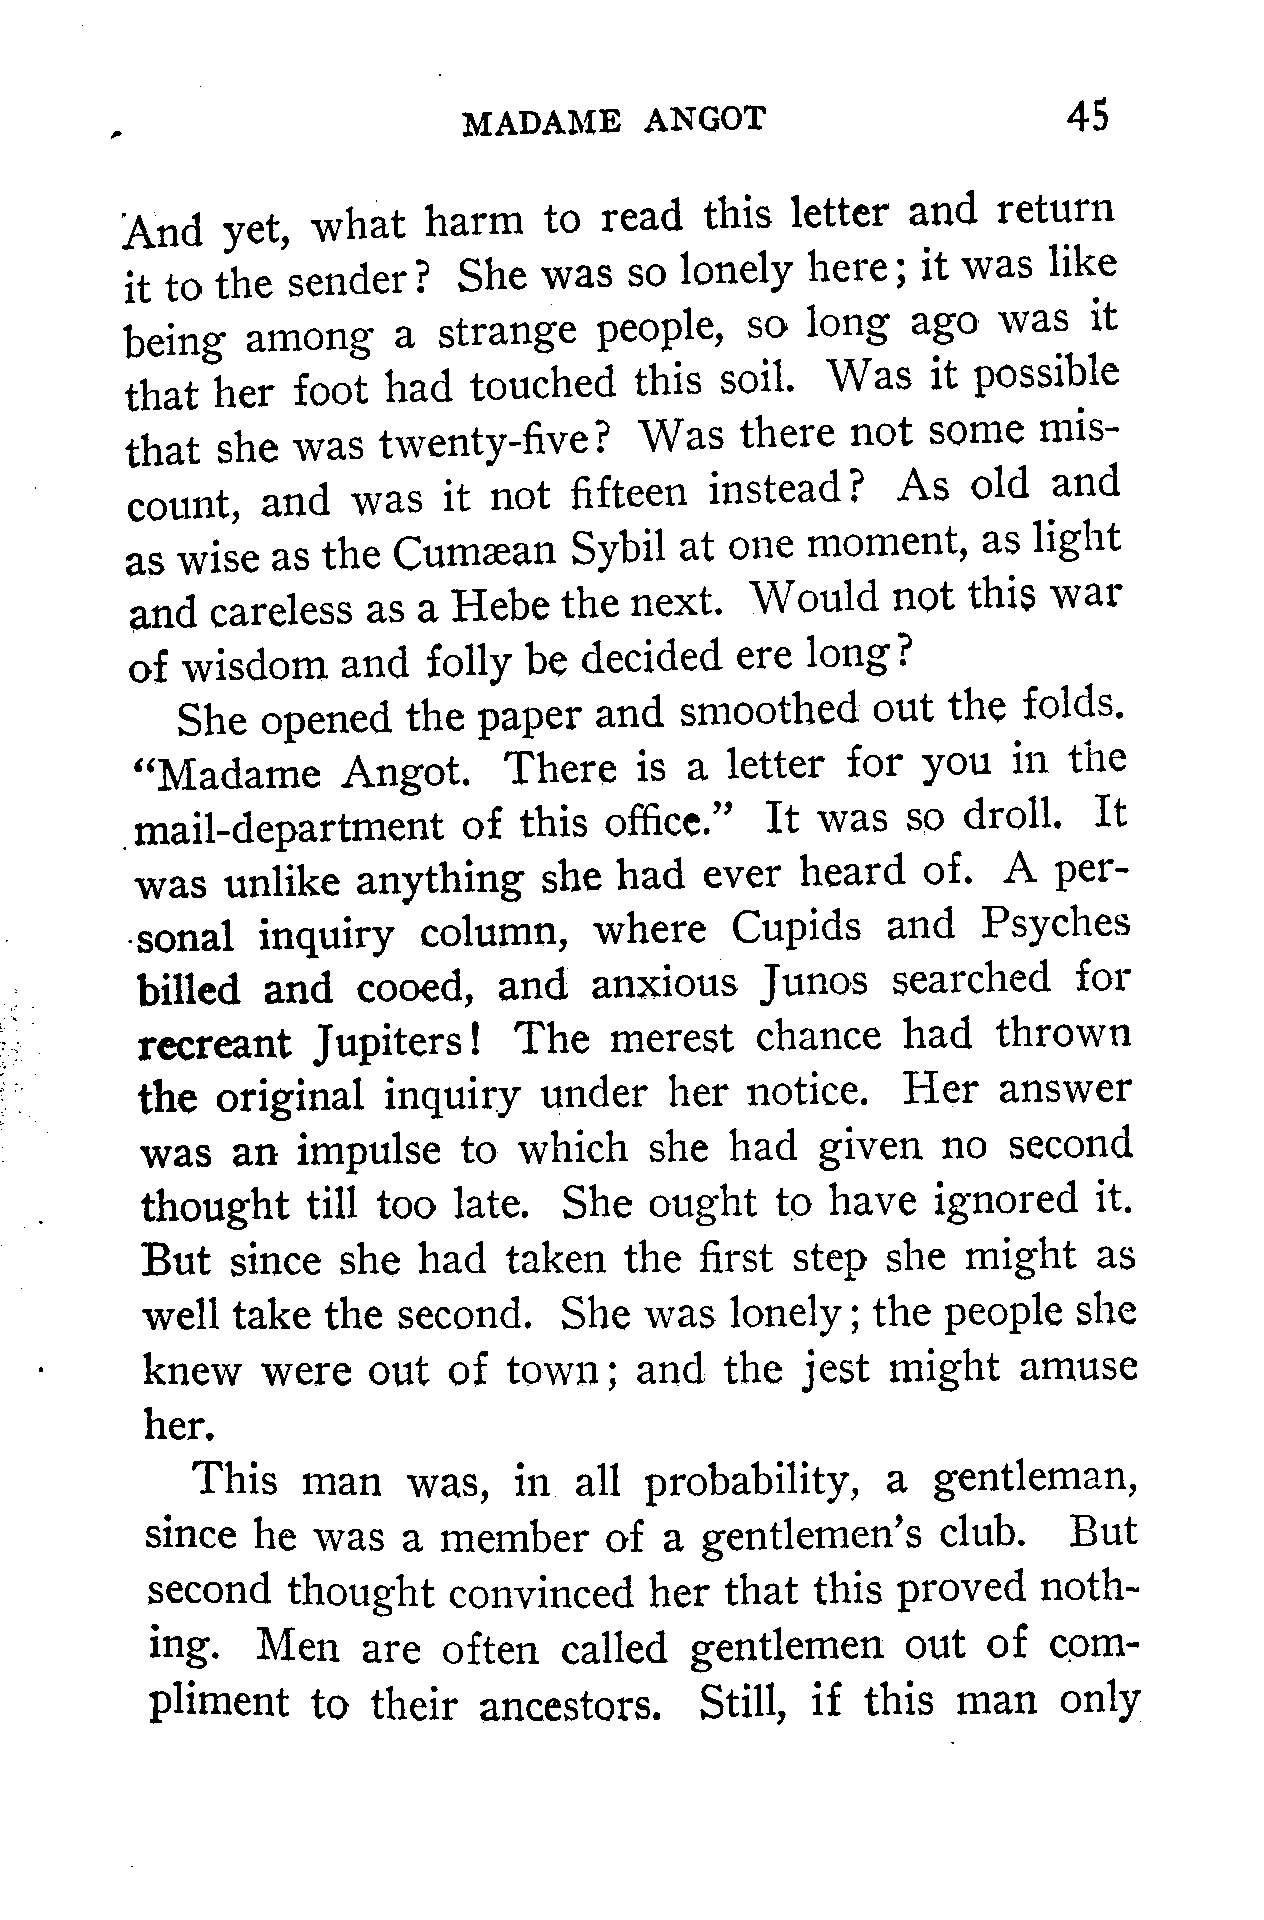 MADAME ANGOT 45
And yet, what harm to read this letter and return
it to the sender? She was so lonely here; it was like
being among a strange people, so long ago was it
that her foot had touched this soil. Was it possible
that she was twenty-five? Was there not some mis-
count, and was it not fifteen instead? As old and
as wise as the Cumæan Sybil at one moment, as light
and careless as a Hebe the next. Would not this war
of wisdom and folly be decided ere long?
She opened the paper and smoothed out the folds.
"Madame Angot. There is a letter for you in the
mail-department of this office." It was so droll. It
was unlike anything she had ever heard of. A per-
sonal inquiry column, where Cupids and Psyches
billed and cooed, and anxious Junos searched for
recreant Jupiters! The merest chance had thrown
the original inquiry under her notice. Her answer
was an impulse to which she had given no second
thought till too late. She ought to have ignored it.
But since she had taken the first step she might as
well take the second. She was lonely; the people she
knew were out of town; and the jest might amuse
her.
This man was, in all probability, a gentleman,
since he was a member of a gentlemen's club. But
second thought convinced her that this proved noth-
ing. Men are often called gentlemen out of com-
pliment to their ancestors. Still, if this man only